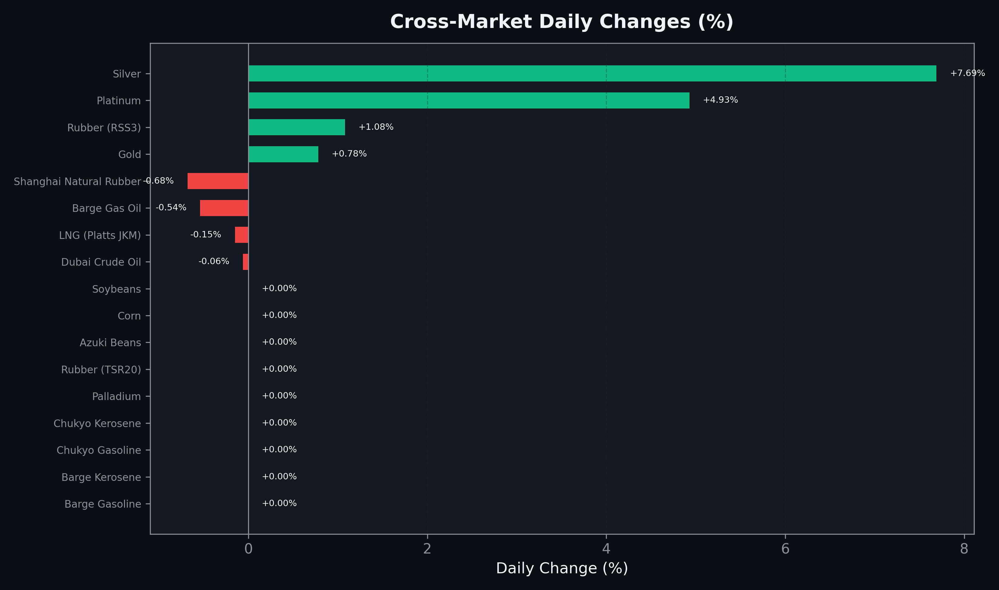 Cross-Market Daily Changes (%)
Silver +7.69%
Platinum +4.93%
Rubber (RSS3) +1.08%
Gold +0.78%
Shanghai Natural Rubber -0.68%
Barge Gas Oil -0.54%
LNG (Platts JKM) -0.15%
Dubai Crude Oil -0.06%
Soybeans +0.00%
Corn +0.00%
Azuki Beans +0.00%
Rubber (TSR20) +0.00%
Palladium +0.00%
Chukyo Kerosene +0.00%
Chukyo Gasoline +0.00%
Barge Kerosene +0.00%
Barge Gasoline +0.00%
0 2 4 6 8
Daily Change (%)